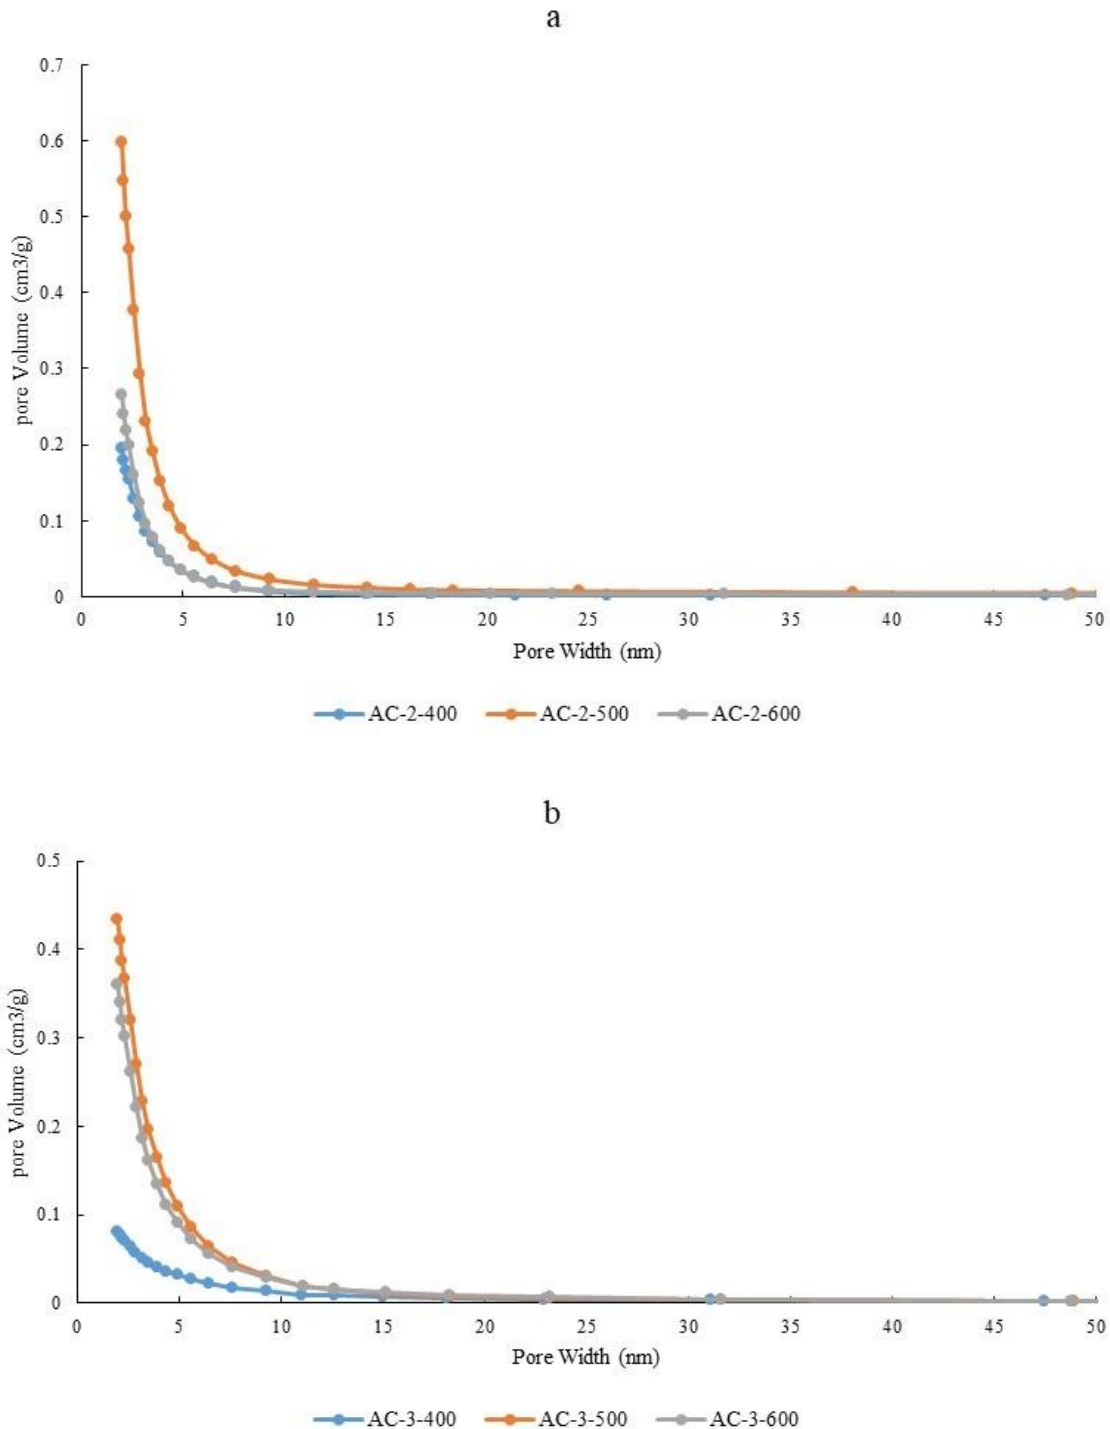 a
0.7
0.6
0.5
0.4
0.3
0.2
0.1
0
pore Volume (cm3/g)
0 5 10 15 20 25 30 35 40 45 50
Pore Width (nm)
AC-2-400 AC-2-500 AC-2-600
b
0.5
0.4
0.3
0.2
0.1
0
pore Volume (cm3/g)
0 5 10 15 20 25 30 35 40 45 50
Pore Width (nm)
AC-3-400 AC-3-500 AC-3-600